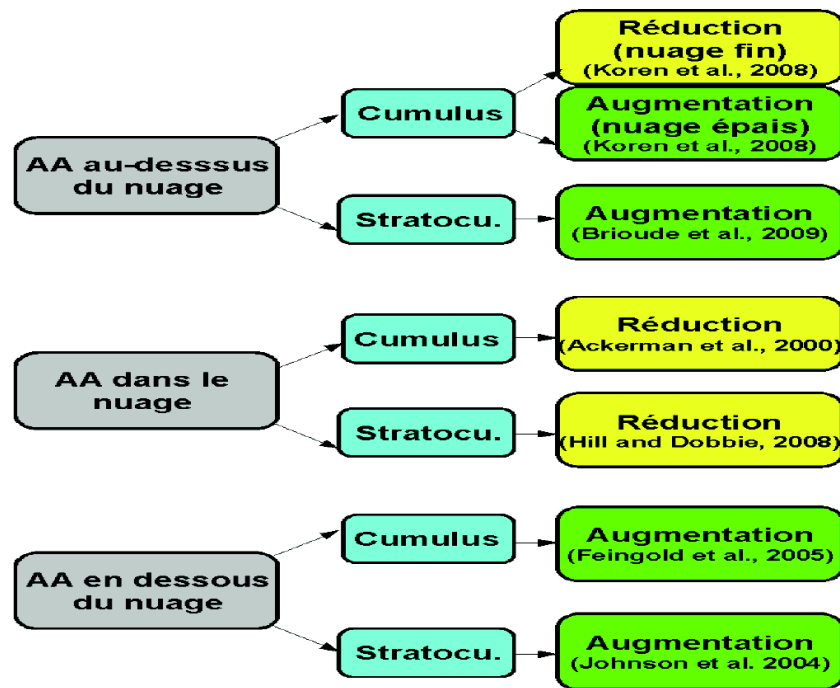 AA au-desssus
du nuage
Cumulus
Réduction
(nuage fin)
(Koren et al., 2008)
Augmentation
(nuage épais)
(Koren et al., 2008)
Stratocu.
Augmentation
(Brioude et al., 2009)
AA dans le
nuage
Cumulus
Réduction
(Ackerman et al., 2000)
Stratocu.
Réduction
(Hill and Dobbie, 2008)
AA en dessous
du nuage
Cumulus
Augmentation
(Feingold et al., 2005)
Stratocu.
Augmentation
(Johnson et al. 2004)